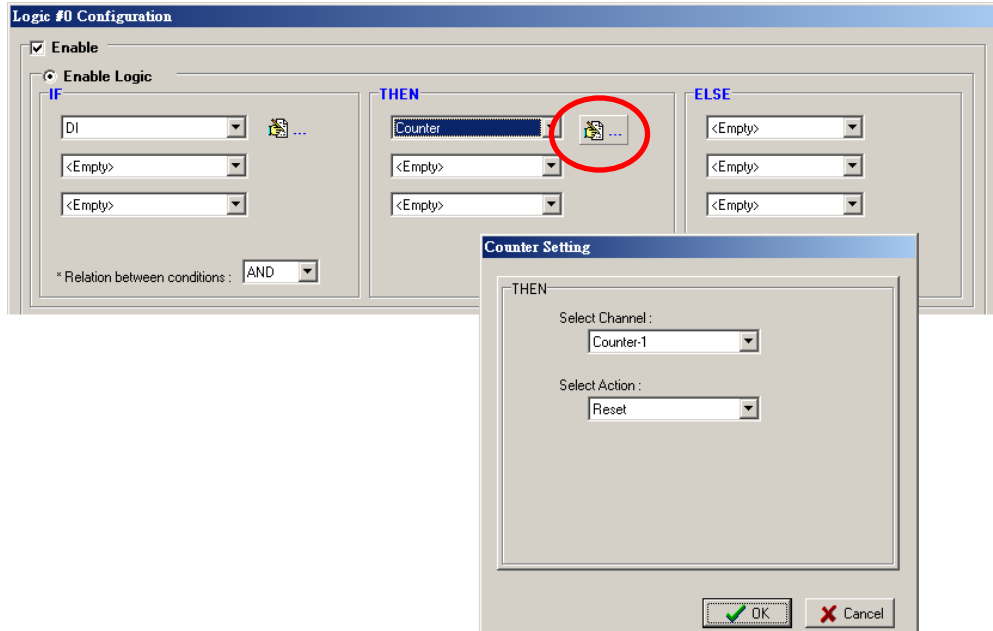 Logic #0 Configuration
Enable
Enable Logic
IF
DI
...
<Empty>
<Empty>
* Relation between conditions :
AND
THEN
Counter
...
<Empty>
<Empty>
ELSE
<Empty>
<Empty>
<Empty>
Counter Setting
THEN
Select Channel :
Counter-1
Select Action :
Reset
OK
Cancel